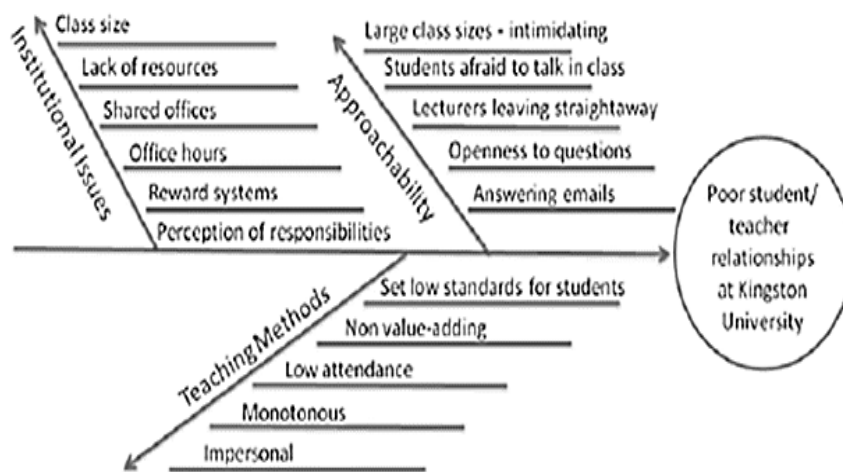 Institutional Issues
Class size
Lack of resources
Shared offices
Office hours
Reward systems
Perception of responsibilities
Approachability
Large class sizes - intimidating
Students afraid to talk in class
Lecturers leaving straightaway
Openness to questions
Answering emails
Teaching Methods
Set low standards for students
Non value-adding
Low attendance
Monotonous
Impersonal
Poor student/
teacher
relationships
at Kingston
University